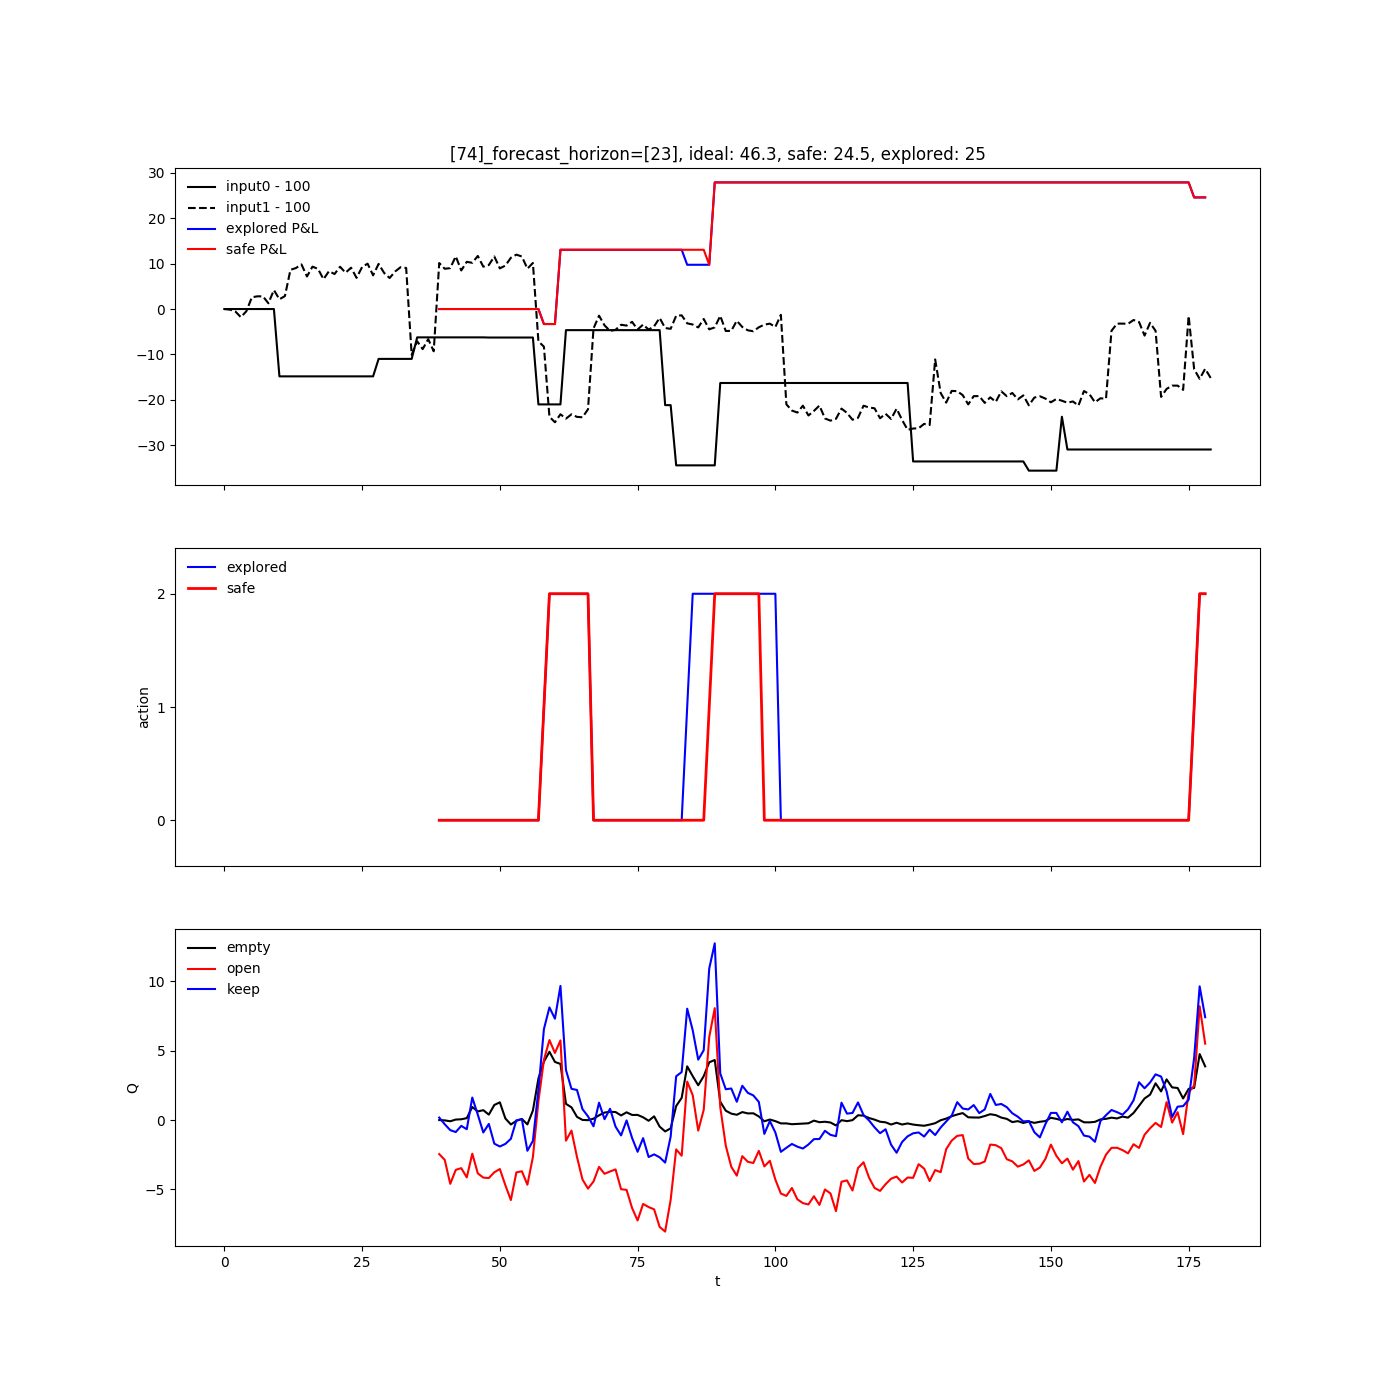 [74]_forecast_horizon=[23], ideal: 46.3, safe: 24.5, explored: 25
30
20
10
0
−10
−20
−30
input0 - 100
input1 - 100
explored P&L
safe P&L
2
1
0
action
explored
safe
10
5
0
−5
Q
empty
open
keep
0 25 50 75 100 125 150 175
t